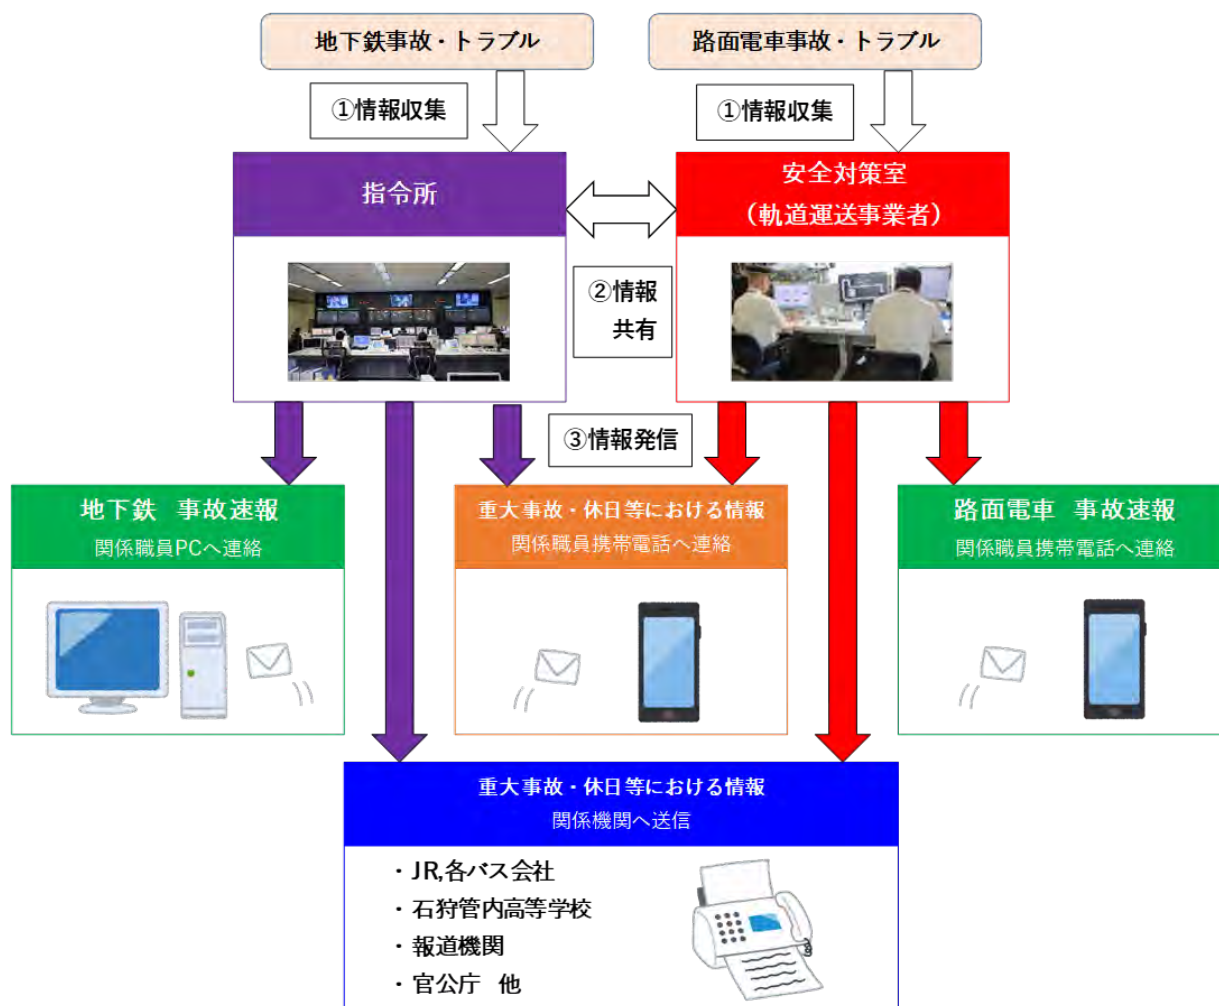 地下鉄事故・トラブル
路面電車事故・トラブル
①情報収集
①情報収集
指令所
安全対策室
（軌道運送事業者）
②情報
共有
③情報発信
地下鉄　事故速報
関係職員PCへ連絡
重大事故・休日等における情報
関係職員携帯電話へ連絡
路面電車　事故速報
関係職員携帯電話へ連絡
重大事故・休日等における情報
関係機関へ送信
・JR,各バス会社
・石狩管内高等学校
・報道機関
・官公庁　他